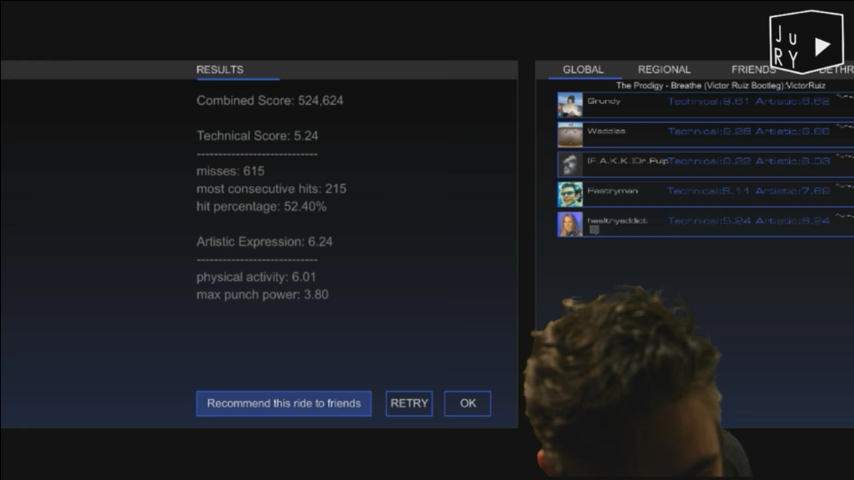 JURY
RESULTS
Combined Score: 524,624
Technical Score: 5.24
----------------------------
misses: 615
most consecutive hits: 215
hit percentage: 52.40%
Artistic Expression: 6.24
----------------------------
physical activity: 6.01
max punch power: 3.80
Recommend this ride to friends
RETRY
OK
GLOBAL REGIONAL FRIENDS DETHR
The Prodigy - Breathe (Victor Ruiz Bootleg):VictorRuiz
Grundy
Waddles
Pastryman
healthyaddict Technical:5.24 Artistic:6.24